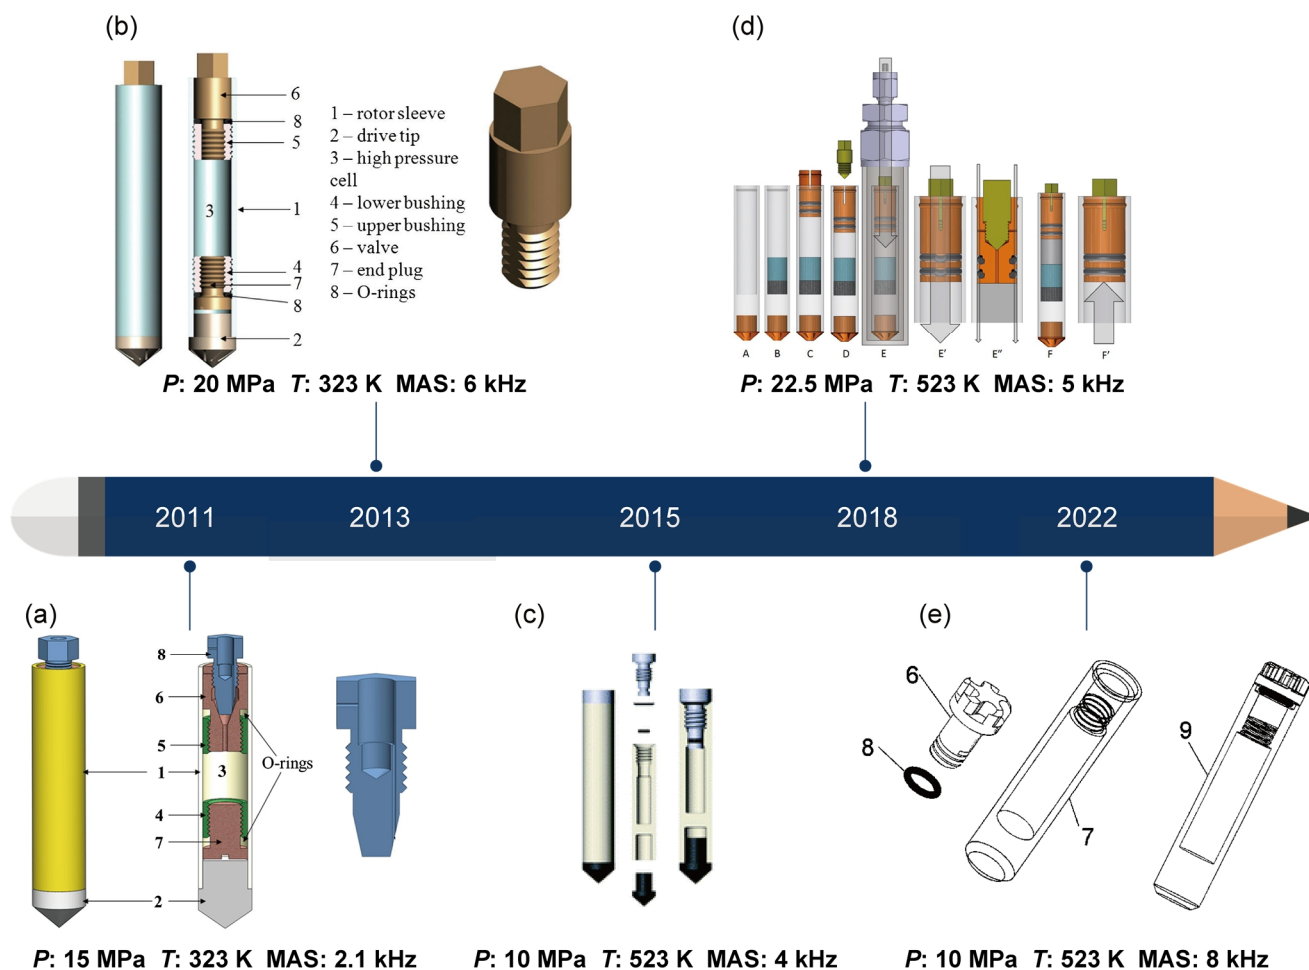 (b)
6
8
5
3
1
4
7
8
2
1 – rotor sleeve
2 – drive tip
3 – high pressure
cell
4 – lower bushing
5 – upper bushing
6 – valve
7 – end plug
8 – O-rings
P: 20 MPa T: 323 K MAS: 6 kHz
(d)
A B C D E E′ E″ F F′
P: 22.5 MPa T: 523 K MAS: 5 kHz
2011 2013 2015 2018 2022
(a)
8
6
5
O-rings
1
3
4
7
2
P: 15 MPa T: 323 K MAS: 2.1 kHz
(c)
P: 10 MPa T: 523 K MAS: 4 kHz
(e)
6
8
7
9
P: 10 MPa T: 523 K MAS: 8 kHz